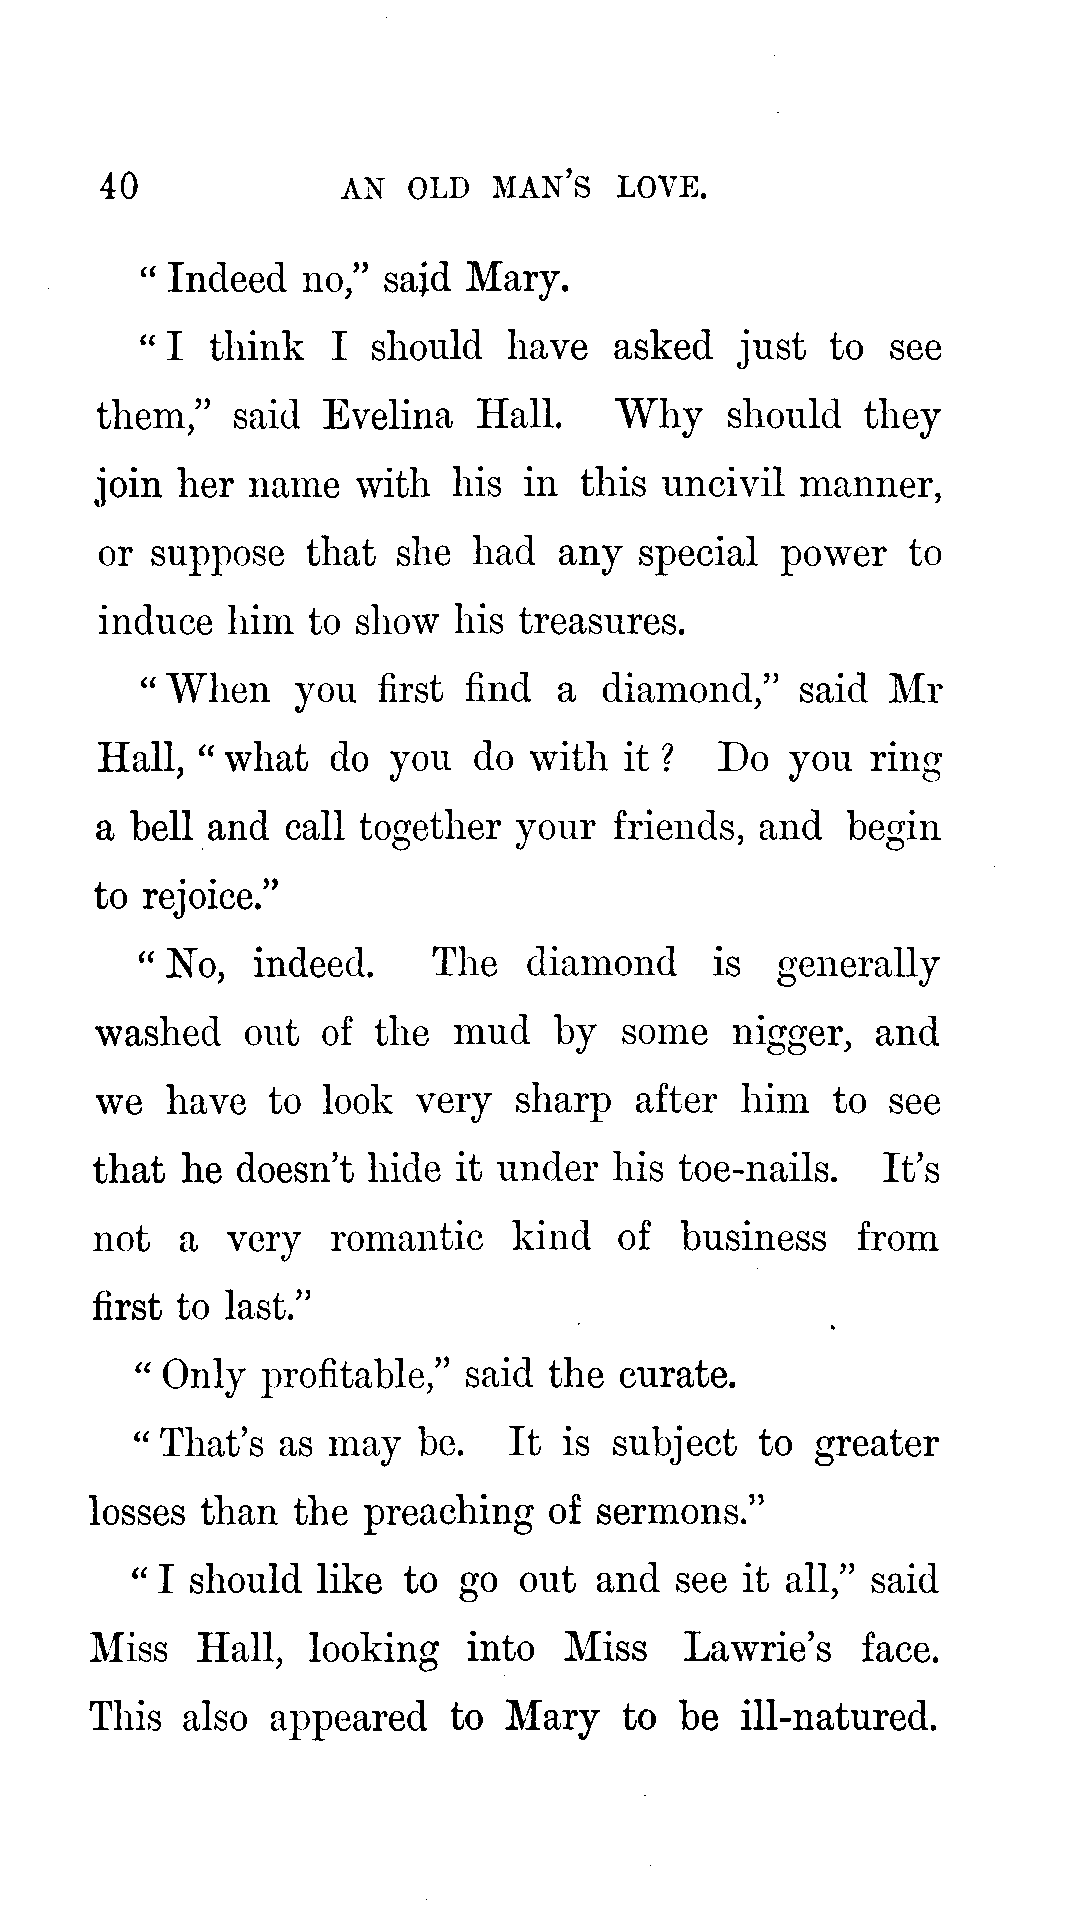 40 AN OLD MAN'S LOVE.
" Indeed no," said Mary.
" I think I should have asked just to see
them," said Evelina Hall. Why should they
join her name with his in this uncivil manner,
or suppose that she had any special power to
induce him to show his treasures.
" When you first find a diamond," said Mr
Hall, " what do you do with it ? Do you ring
a bell and call together your friends, and begin
to rejoice."
" No, indeed. The diamond is generally
washed out of the mud by some nigger, and
we have to look very sharp after him to see
that he doesn't hide it under his toe-nails. It's
not a very romantic kind of business from
first to last."
" Only profitable," said the curate.
" That's as may be. It is subject to greater
losses than the preaching of sermons."
" I should like to go out and see it all," said
Miss Hall, looking into Miss Lawrie's face.
This also appeared to Mary to be ill-natured.